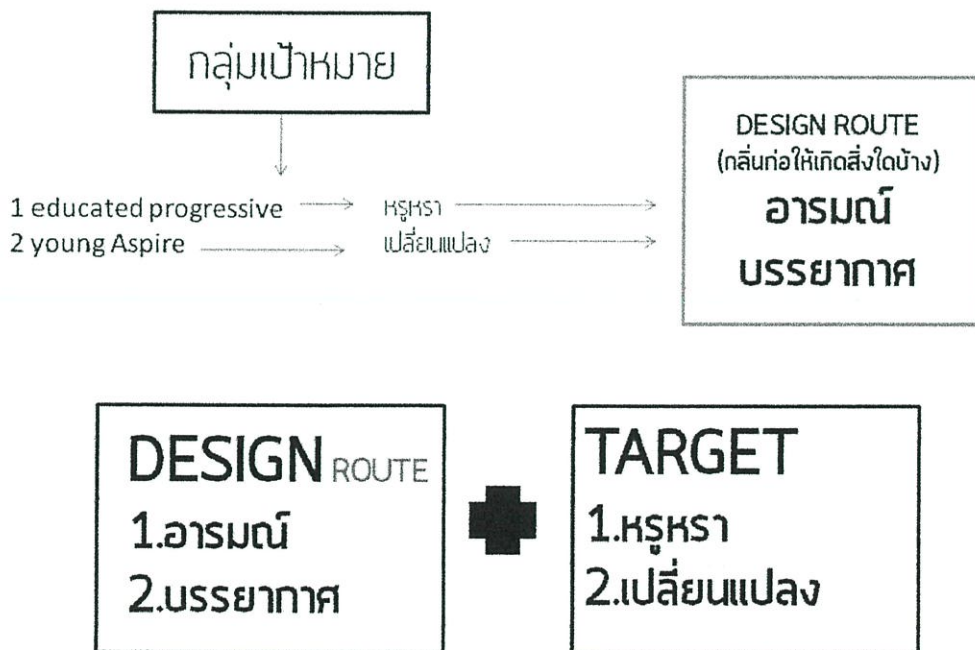 กลุ่มเป้าหมาย
1 educated progressive หรูหรา
2 young Aspire เปลี่ยนแปลง
DESIGN ROUTE
(กลิ่นก่อให้เกิดสิ่งใดบ้าง)
อารมณ์
บรรยากาศ
DESIGN ROUTE
1.อารมณ์
2.บรรยากาศ
TARGET
1.หรูหรา
2.เปลี่ยนแปลง